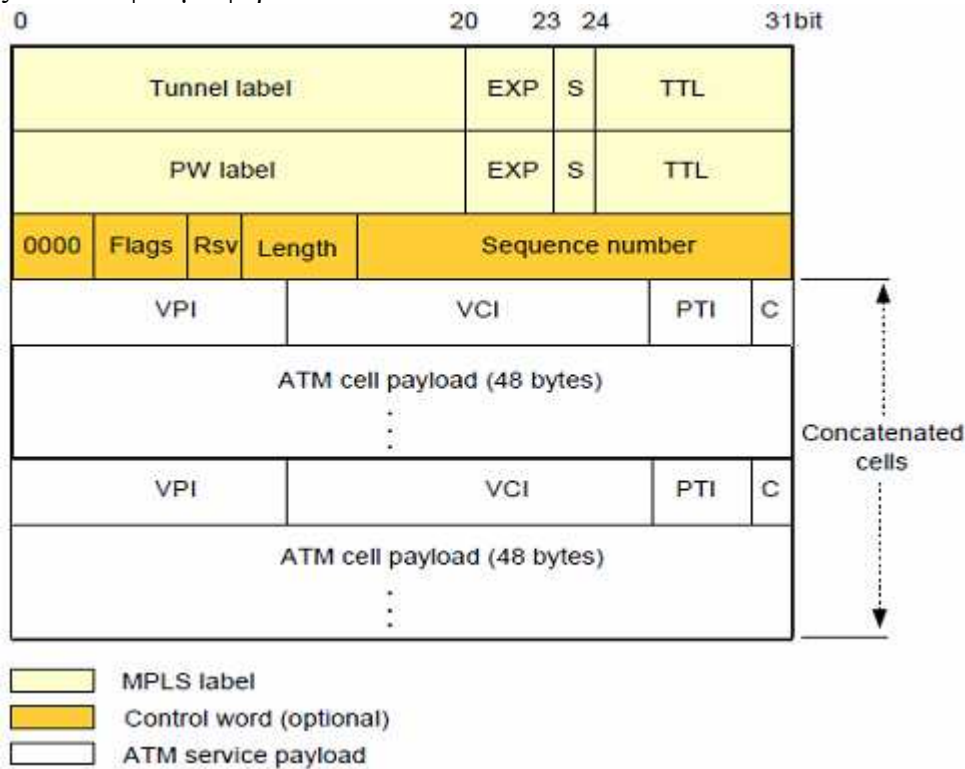 0 20 23 24 31bit
Tunnel label EXP S TTL
PW label EXP S TTL
0000 Flags Rsv Length Sequence number
VPI VCI PTI C
ATM cell payload (48 bytes)
Concatenated
cells
VPI VCI PTI C
ATM cell payload (48 bytes)
MPLS label
Control word (optional)
ATM service payload